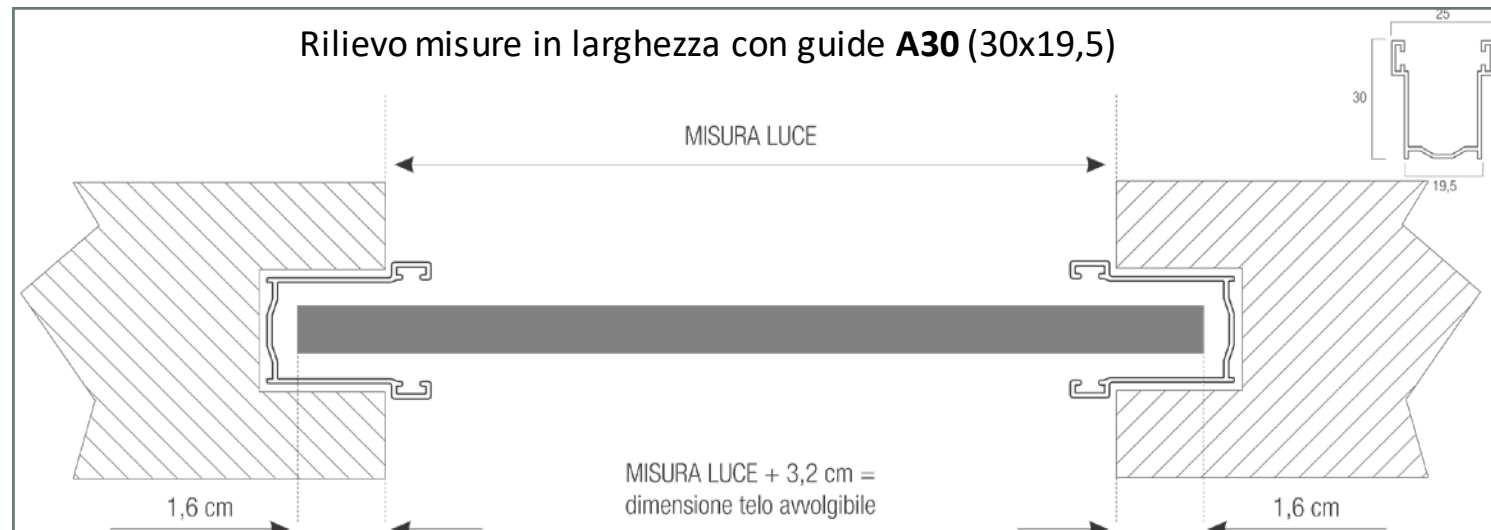 Rilievo misure in larghezza con guide A30 (30x19,5)
25
30
19,5
MISURA LUCE
MISURA LUCE + 3,2 cm =
dimensione telo avvolgibile
1,6 cm
1,6 cm